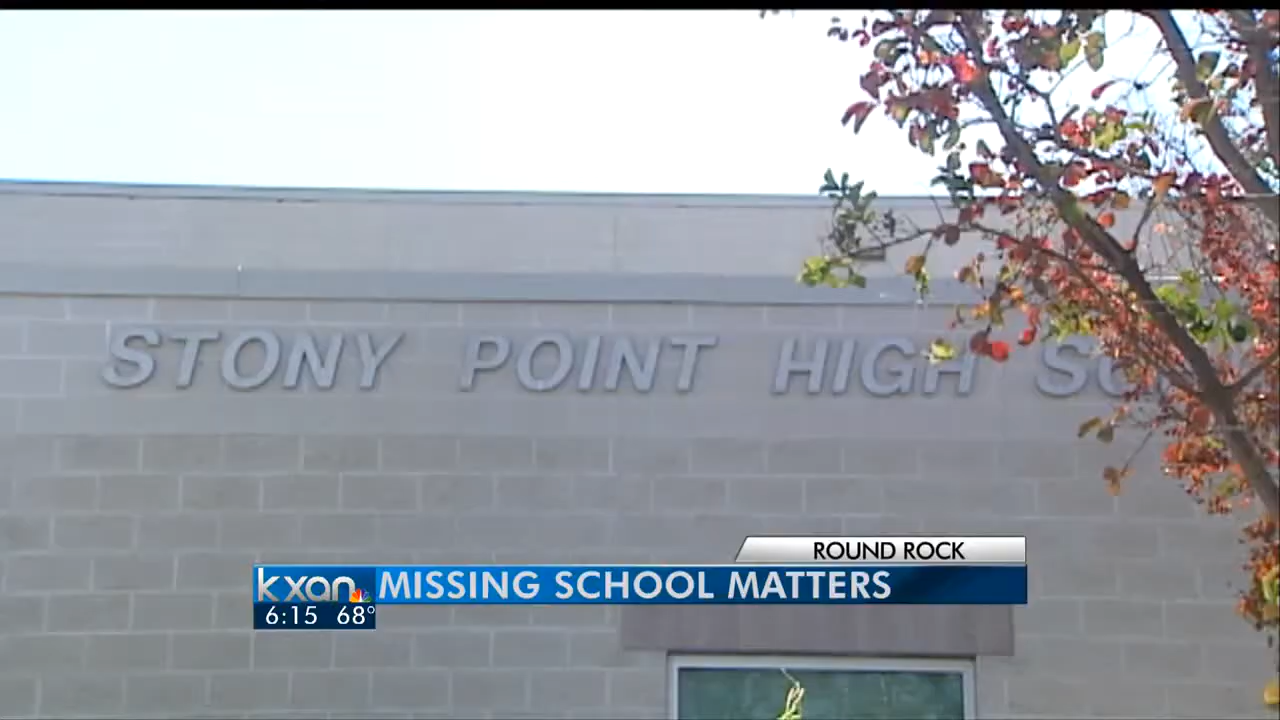 STONY POINT HIGH
ROUND ROCK
kxan MISSING SCHOOL MATTERS
6:15 68°